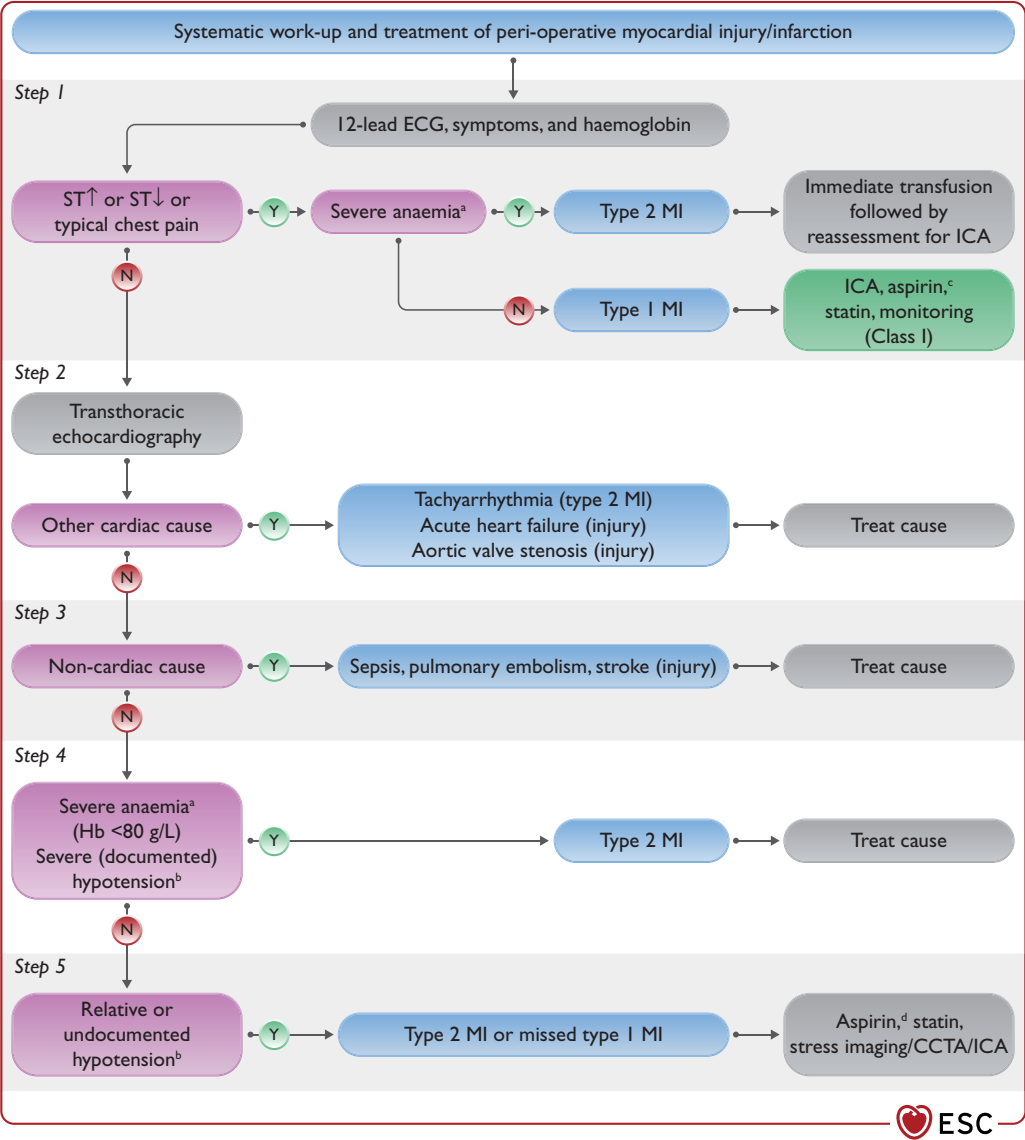 Systematic work-up and treatment of peri-operative myocardial injury/infarction
Step 1
12-lead ECG, symptoms, and haemoglobin
ST↑ or ST↓ or
typical chest pain
Y
Severe anaemiaᵃ
Y
Type 2 MI
Immediate transfusion
followed by
reassessment for ICA
N
N
Type 1 MI
ICA, aspirin,ᶜ
statin, monitoring
(Class I)
Step 2
Transthoracic
echocardiography
Other cardiac cause
Y
Tachyarrhythmia (type 2 MI)
Acute heart failure (injury)
Aortic valve stenosis (injury)
Treat cause
N
Step 3
Non-cardiac cause
Y
Sepsis, pulmonary embolism, stroke (injury)
Treat cause
N
Step 4
Severe anaemiaᵃ
(Hb <80 g/L)
Severe (documented)
hypotensionᵇ
Y
Type 2 MI
Treat cause
N
Step 5
Relative or
undocumented
hypotensionᵇ
Y
Type 2 MI or missed type 1 MI
Aspirin,ᵈ statin,
stress imaging/CCTA/ICA
ESC